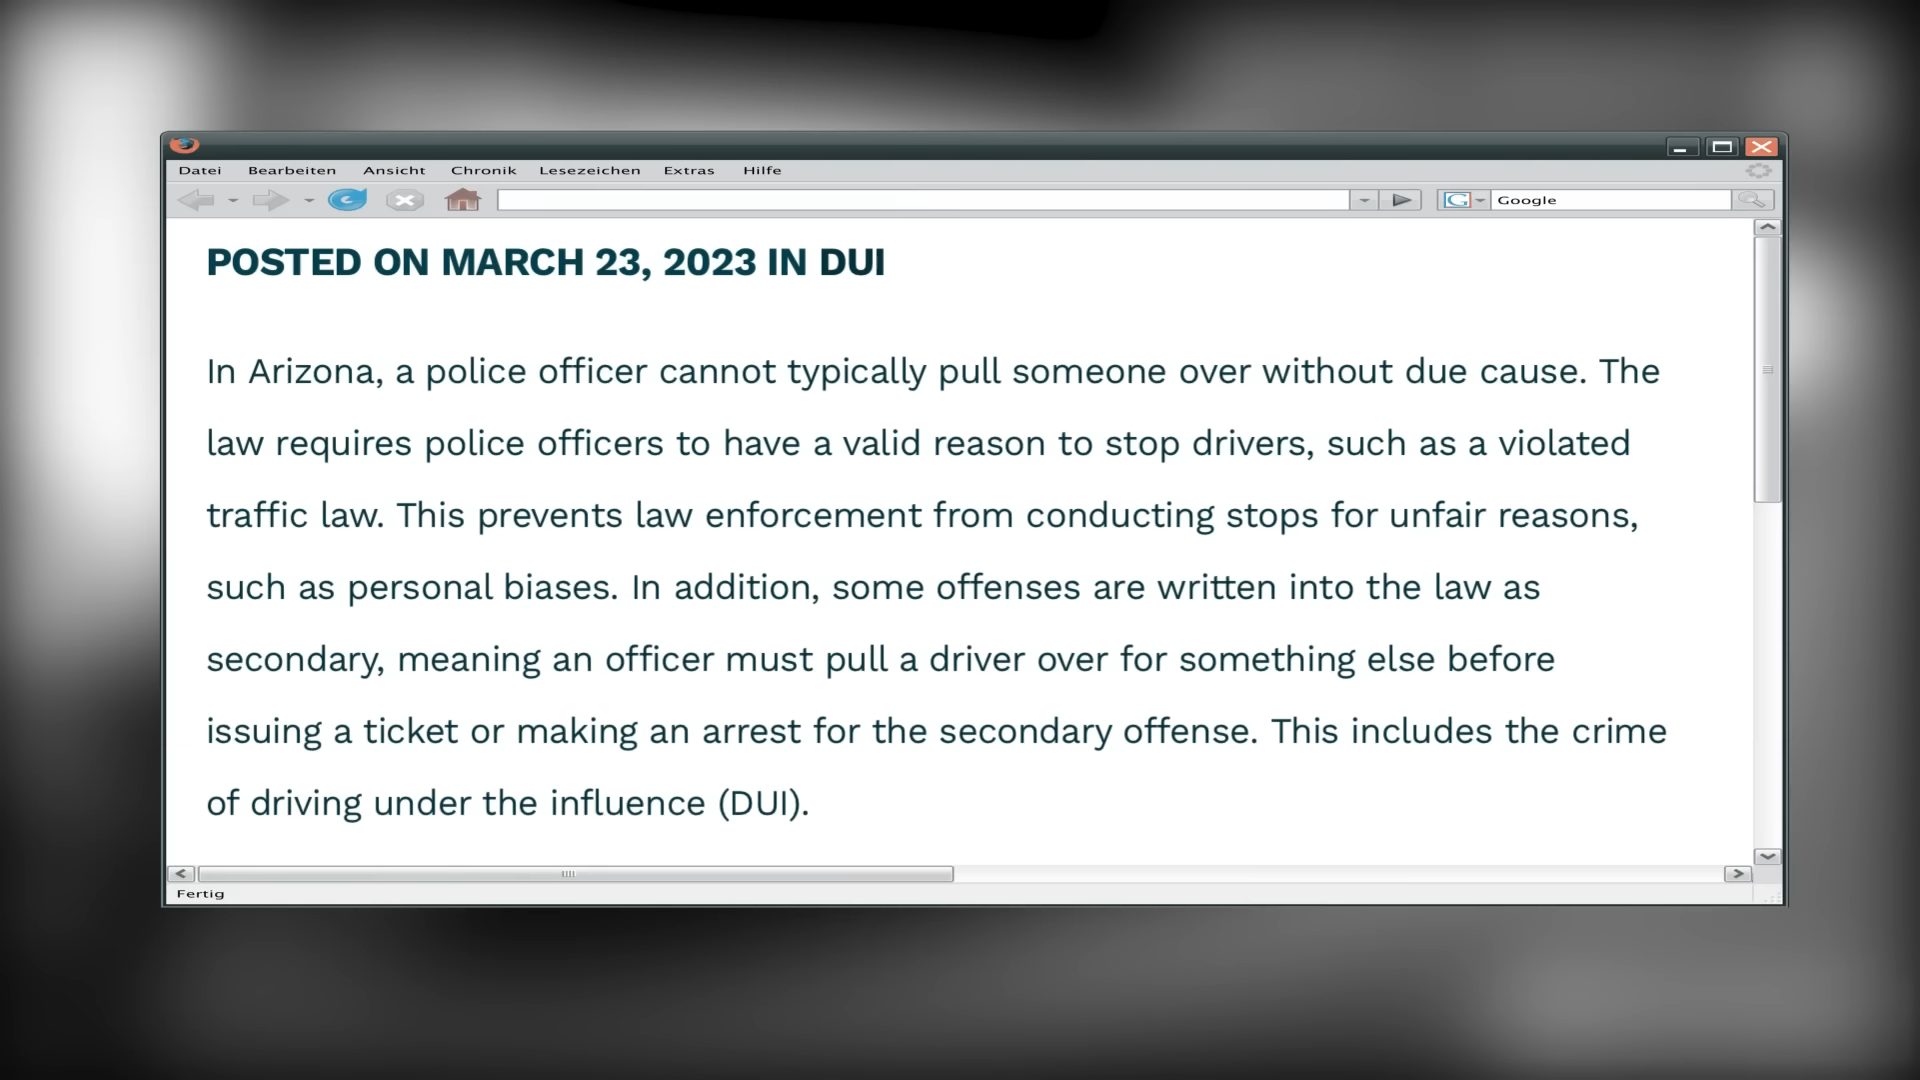 Datei Bearbeiten Ansicht Chronik Lesezeichen Extras Hilfe
G Google
POSTED ON MARCH 23, 2023 IN DUI
In Arizona, a police officer cannot typically pull someone over without due cause. The
law requires police officers to have a valid reason to stop drivers, such as a violated
traffic law. This prevents law enforcement from conducting stops for unfair reasons,
such as personal biases. In addition, some offenses are written into the law as
secondary, meaning an officer must pull a driver over for something else before
issuing a ticket or making an arrest for the secondary offense. This includes the crime
of driving under the influence (DUI).
Fertig